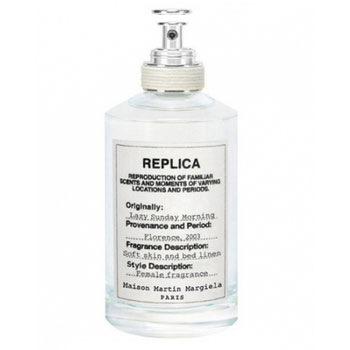 REPLICA
REPRODUCTION OF FAMILIAR
SCENTS AND MOMENTS OF VARYING
LOCATIONS AND PERIODS.
Originally:
Lazy Sunday Morning
Provenance and Period:
Florence, 2003
Fragrance Description:
Soft skin and bed linen
Style Description:
Female fragrance
Maison Martin Margiela
PARIS